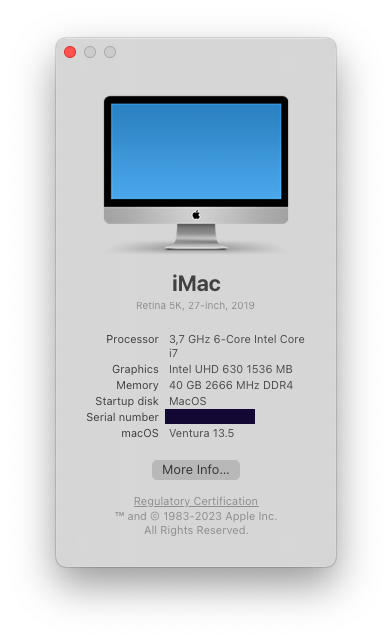 iMac
Retina 5K, 27-inch, 2019
Processor 3,7 GHz 6-Core Intel Core
i7
Graphics Intel UHD 630 1536 MB
Memory 40 GB 2666 MHz DDR4
Startup disk MacOS
Serial number
macOS Ventura 13.5
More Info...
Regulatory Certification
™ and © 1983-2023 Apple Inc.
All Rights Reserved.